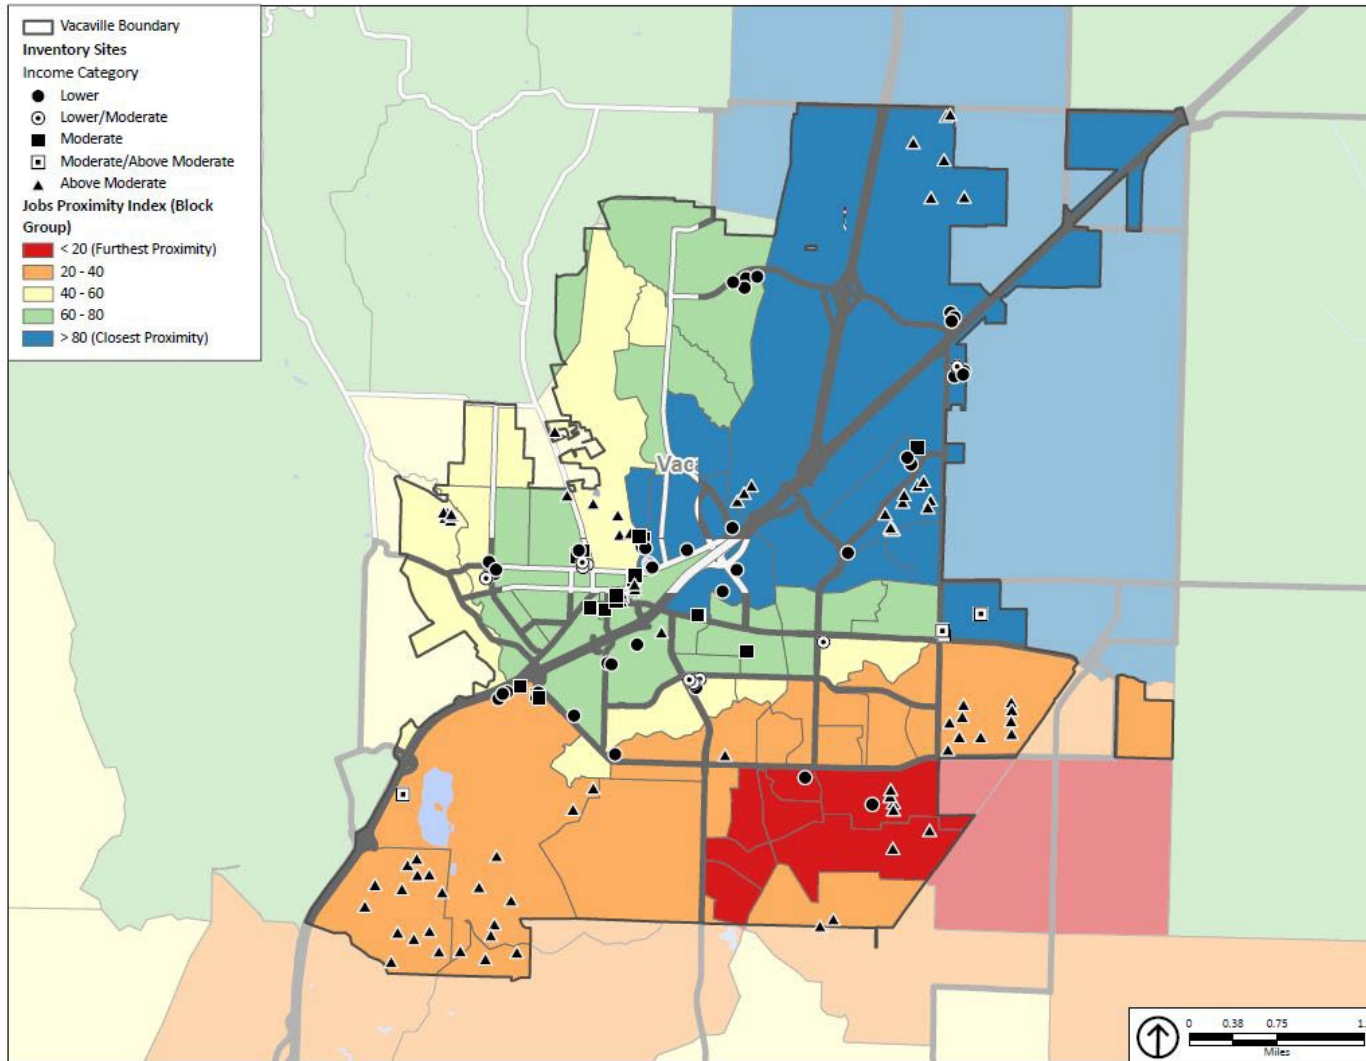 Vacaville Boundary
Inventory Sites
Income Category
Lower
Lower/Moderate
Moderate
Moderate/Above Moderate
Above Moderate
Jobs Proximity Index (Block
Group)
< 20 (Furthest Proximity)
20 - 40
40 - 60
60 - 80
> 80 (Closest Proximity)
0 0.38 0.75 1.
Miles